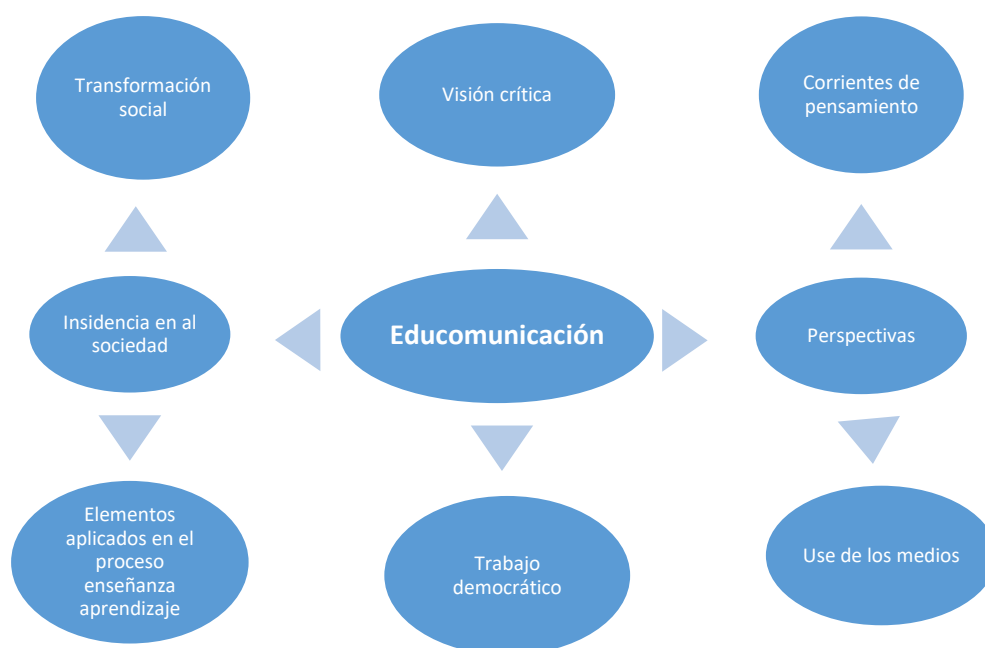 Transformación
social
Visión crítica
Corrientes de
pensamiento
Insidencia en al
sociedad
Educomunicación
Perspectivas
Elementos
aplicados en el
proceso
enseñanza
aprendizaje
Trabajo
democrático
Use de los medios